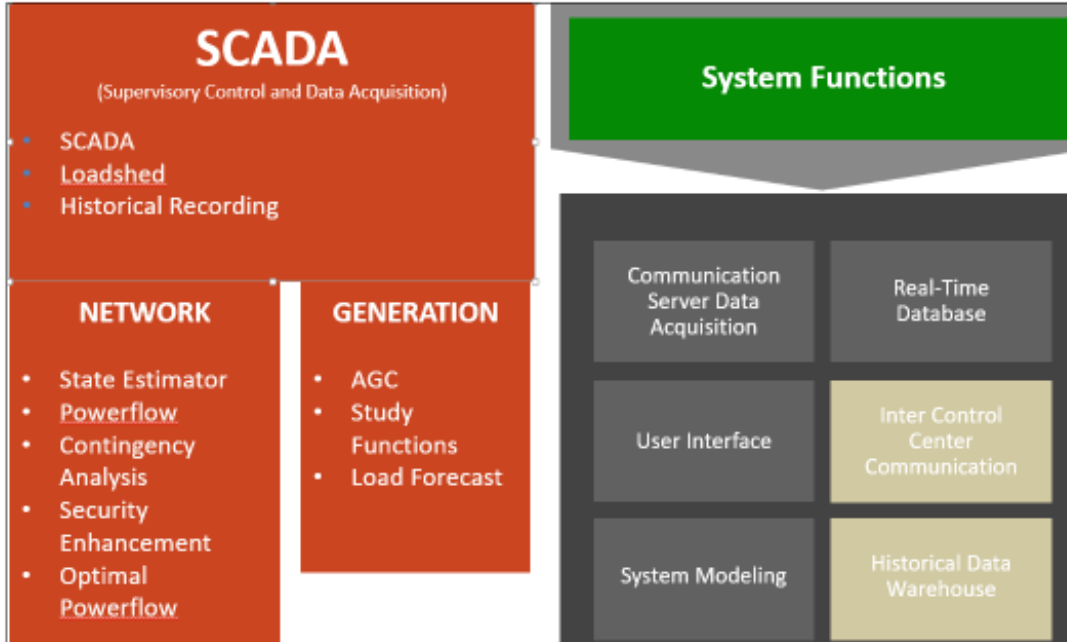 SCADA
(Supervisory Control and Data Acquisition)
• SCADA
• Loadshed
• Historical Recording
NETWORK
• State Estimator
• Powerflow
• Contingency
Analysis
• Security
Enhancement
• Optimal
Powerflow
GENERATION
• AGC
• Study
Functions
• Load Forecast
System Functions
Communication
Server Data
Acquisition
Real-Time
Database
User Interface
Inter Control
Center
Communication
System Modeling
Historical Data
Warehouse